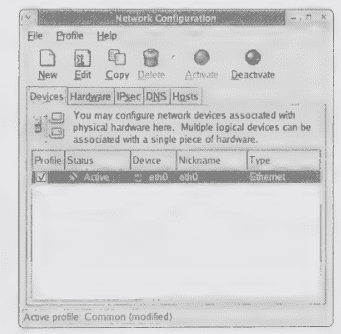 Network Configuration
File Profile Help
New Edit Copy Delete Activate Deactivate
Devices Hardware IPsec DNS Hosts
You may configure network devices associated with
physical hardware here. Multiple logical devices can be
associated with a single piece of hardware.
Profile Status Device Nickname Type
Active eth0 eth0 Ethernet
Active profile: Common (modified)